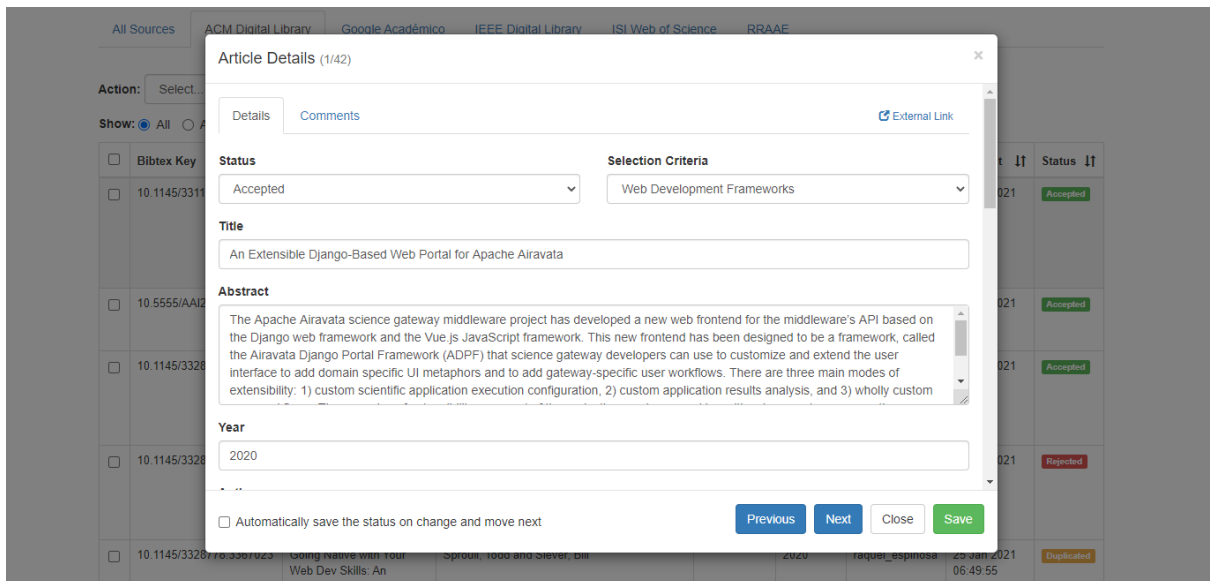 All Sources ACM Digital Library Google Académico IEEE Digital Library ISI Web of Science RRAAE
Article Details (1/42) ×
Action: Select...
Details Comments External Link
Show: All A
Bibtex Key Status Selection Criteria t Status
10.1145/3311 Accepted Web Development Frameworks 021 Accepted
Title
An Extensible Django-Based Web Portal for Apache Airavata
Abstract
10.5555/AAI2 021 Accepted
The Apache Airavata science gateway middleware project has developed a new web frontend for the middleware's API based on
the Django web framework and the Vue.js JavaScript framework. This new frontend has been designed to be a framework, called
the Airavata Django Portal Framework (ADPF) that science gateway developers can use to customize and extend the user
10.1145/3328 021 Accepted
interface to add domain specific UI metaphors and to add gateway-specific user workflows. There are three main modes of
extensibility: 1) custom scientific application execution configuration, 2) custom application results analysis, and 3) wholly custom
Year
2020
10.1145/3328 021 Rejected
Automatically save the status on change and move next Previous Next Close Save
10.1145/3328778.3367023 Going Native with Your Sproull, Todd and Siever, Bill 2020 raquel_espinosa 25 Jan 2021 Duplicated
Web Dev Skills: An 06:49:55